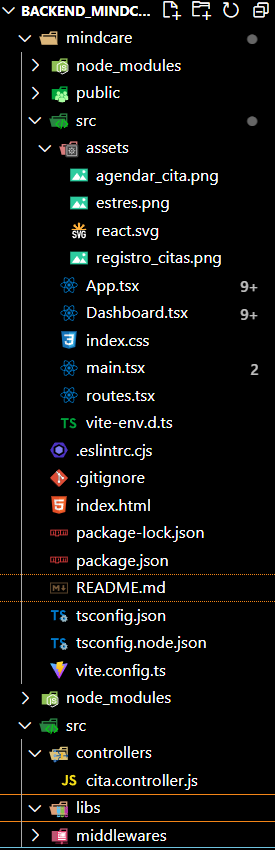 BACKEND_MINDC...
mindcare
node_modules
public
src
assets
agendar_cita.png
estres.png
react.svg
registro_citas.png
App.tsx 9+
Dashboard.tsx 9+
index.css
main.tsx 2
routes.tsx
TS vite-env.d.ts
.eslintrc.cjs
.gitignore
index.html
package-lock.json
package.json
README.md
TS tsconfig.json
TS tsconfig.node.json
vite.config.ts
node_modules
src
controllers
JS cita.controller.js
libs
middlewares